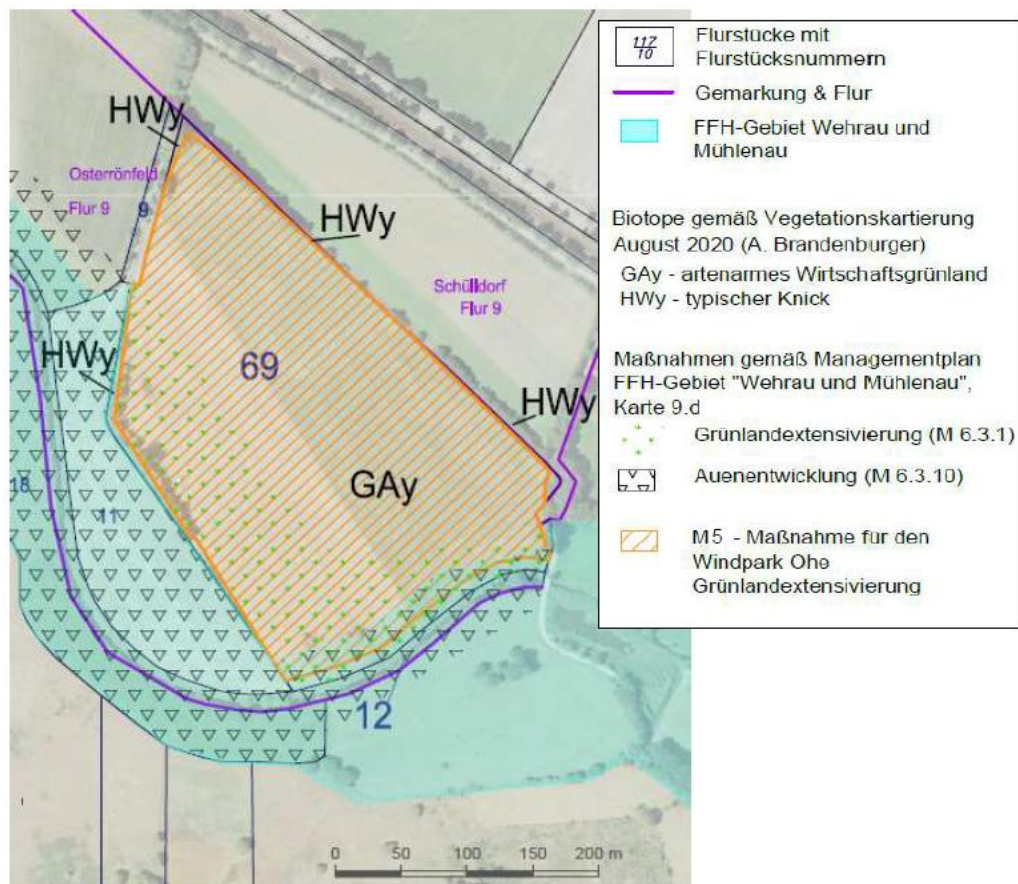 HWy
Osterrönfeld
Flur 9
9
HWy
Schülldorf
Flur 9
HWy
69
HWy
GAy
18
11
12
0 50 100 150 200 m
117
10
Flurstücke mit
Flurstücksnummern
Gemarkung & Flur
FFH-Gebiet Wehrau und
Mühlenau
Biotope gemäß Vegetationskartierung
August 2020 (A. Brandenburger)
GAy - artenarmes Wirtschaftsgrünland
HWy - typischer Knick
Maßnahmen gemäß Managementplan
FFH-Gebiet "Wehrau und Mühlenau",
Karte 9.d
Grünlandextensivierung (M 6.3.1)
Auenentwicklung (M 6.3.10)
M5 - Maßnahme für den
Windpark Ohe
Grünlandextensivierung